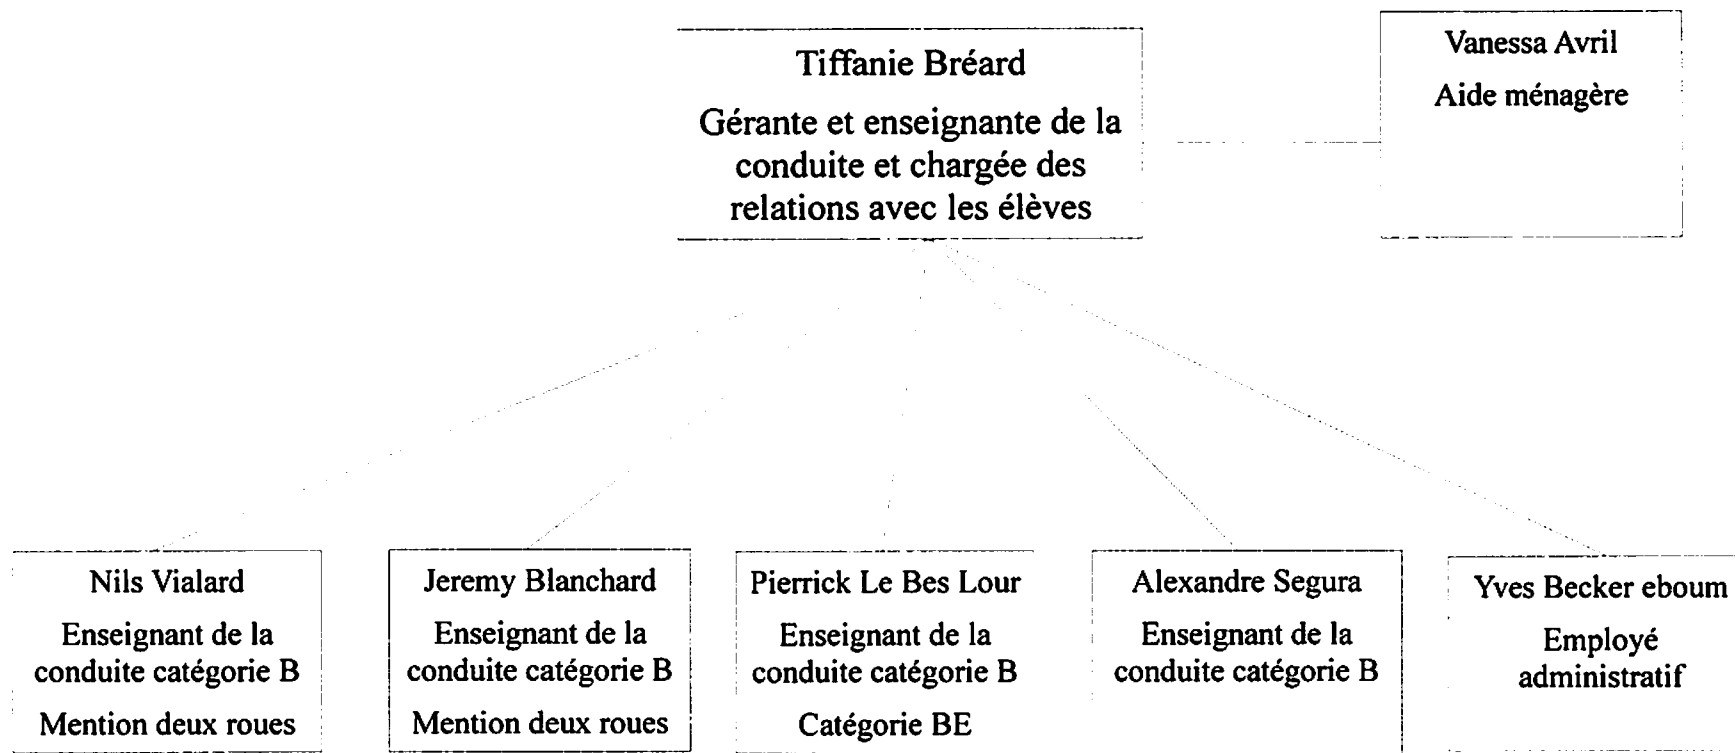 Tiffanie Bréard
Gérante et enseignante de la
conduite et chargée des
relations avec les élèves
Vanessa Avril
Aide ménagère
Nils Vialard
Enseignant de la
conduite catégorie B
Mention deux roues
Jeremy Blanchard
Enseignant de la
conduite catégorie B
Mention deux roues
Pierrick Le Bes Lour
Enseignant de la
conduite catégorie B
Catégorie BE
Alexandre Segura
Enseignant de la
conduite catégorie B
Yves Becker eboum
Employé
administratif